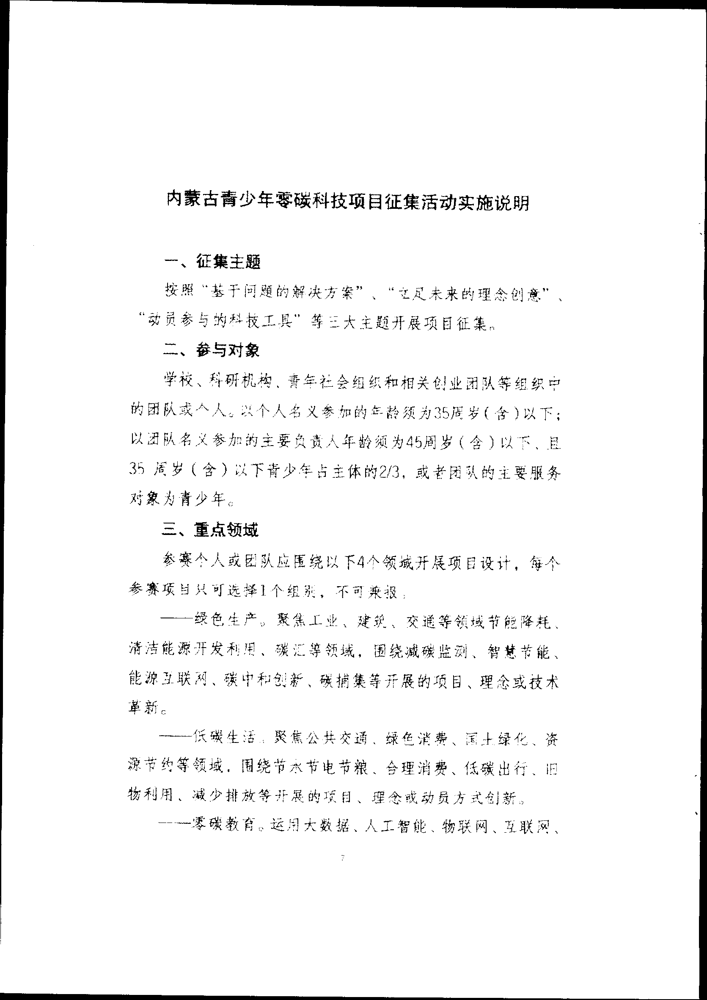 内蒙古青少年零碳科技项目征集活动实施说明
一、征集主题
按照“基于问题的解决方案”、“立足未来的理念创意”、
“动员参与的科技工具”等三大主题开展项目征集。
二、参与对象
学校、科研机构、青年社会组织和相关创业团队等组织中
的团队或个人。以个人名义参加的年龄须为35周岁(含)以下;
以团队名义参加的主要负责人年龄须为45周岁(含)以下、且
35 周岁(含)以下青少年占主体的2/3,或者团队的主要服务
对象为青少年。
三、重点领域
参赛个人或团队应围绕以下4个领域开展项目设计,每个
参赛项目只可选择1个组别,不可兼报。
——绿色生产。聚焦工业、建筑、交通等领域节能降耗、
清洁能源开发利用、碳汇等领域,围绕减碳监测、智慧节能、
能源互联网、碳中和创新、碳捕集等开展的项目、理念或技术
革新。
——低碳生活。聚焦公共交通、绿色消费、国土绿化、资
源节约等领域,围绕节水节电节粮、合理消费、低碳出行、旧
物利用、减少排放等开展的项目、理念或动员方式创新。
——零碳教育。运用大数据、人工智能、物联网、互联网、